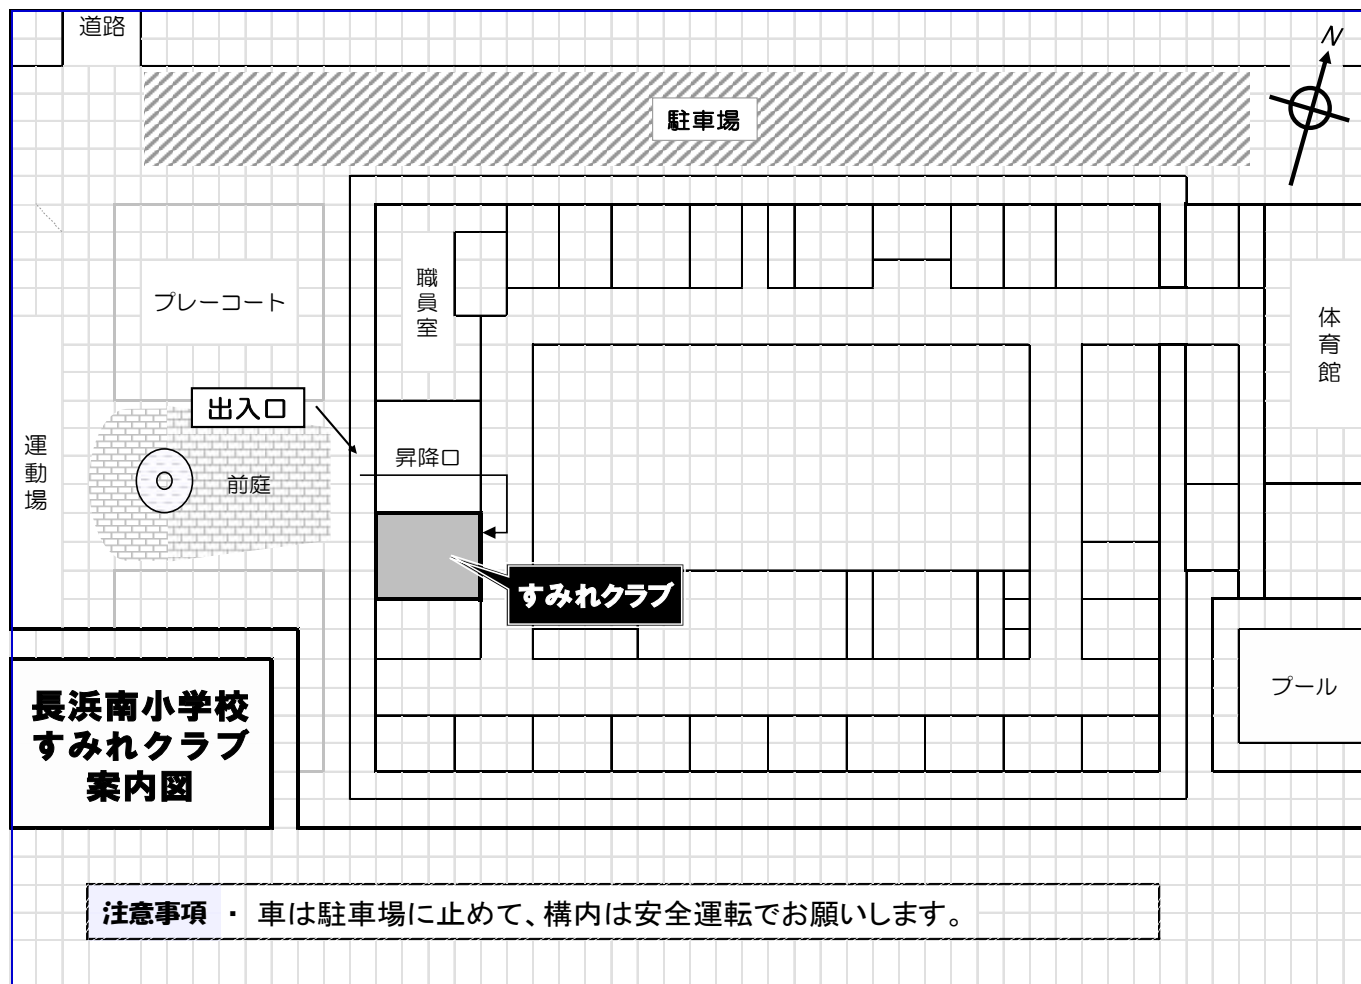 道路
N
駐車場
職員室
プレーコート
体育館
出入口
運動場
昇降口
前庭
すみれクラブ
長浜南小学校
すみれクラブ
案内図
プール
注意事項 ・ 車は駐車場に止めて、構内は安全運転でお願いします。